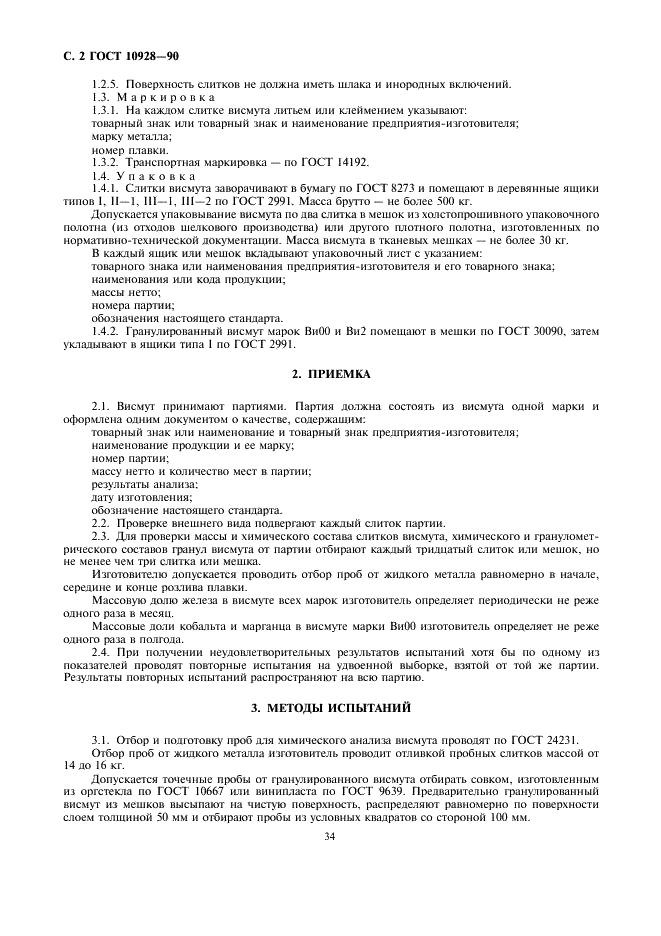 С. 2 ГОСТ 10928—90
1.2.5. Поверхность слитков не должна иметь шлака и инородных включений.
1.3. Маркировка
1.3.1. На каждом слитке висмута литьем или клеймением указывают:
товарный знак или товарный знак и наименование предприятия-изготовителя;
марку металла;
номер плавки.
1.3.2. Транспортная маркировка — по ГОСТ 14192.
1.4. Упаковка
1.4.1. Слитки висмута заворачивают в бумагу по ГОСТ 8273 и помещают в деревянные ящики
типов I, II—1, III—1, III—2 по ГОСТ 2991. Масса брутто — не более 500 кг.
Допускается упаковывание висмута по два слитка в мешок из холстопрошивного упаковочного
полотна (из отходов шелкового производства) или другого плотного полотна, изготовленных по
нормативно-технической документации. Масса висмута в тканевых мешках — не более 30 кг.
В каждый ящик или мешок вкладывают упаковочный лист с указанием:
товарного знака или наименования предприятия-изготовителя и его товарного знака;
наименования или кода продукции;
массы нетто;
номера партии;
обозначения настоящего стандарта.
1.4.2. Гранулированный висмут марок Ви00 и Ви2 помещают в мешки по ГОСТ 30090, затем
укладывают в ящики типа I по ГОСТ 2991.
2. ПРИЕМКА
2.1. Висмут принимают партиями. Партия должна состоять из висмута одной марки и
оформлена одним документом о качестве, содержащим:
товарный знак или наименование и товарный знак предприятия-изготовителя;
наименование продукции и ее марку;
номер партии;
массу нетто и количество мест в партии;
результаты анализа;
дату изготовления;
обозначение настоящего стандарта.
2.2. Проверке внешнего вида подвергают каждый слиток партии.
2.3. Для проверки массы и химического состава слитков висмута, химического и грануломет-
рического составов гранул висмута от партии отбирают каждый тридцатый слиток или мешок, но
не менее чем три слитка или мешка.
Изготовителю допускается проводить отбор проб от жидкого металла равномерно в начале,
середине и конце розлива плавки.
Массовую долю железа в висмуте всех марок изготовитель определяет периодически не реже
одного раза в месяц.
Массовые доли кобальта и марганца в висмуте марки Ви00 изготовитель определяет не реже
одного раза в полгода.
2.4. При получении неудовлетворительных результатов испытаний хотя бы по одному из
показателей проводят повторные испытания на удвоенной выборке, взятой от той же партии.
Результаты повторных испытаний распространяют на всю партию.
3. МЕТОДЫ ИСПЫТАНИЙ
3.1. Отбор и подготовку проб для химического анализа висмута проводят по ГОСТ 24231.
Отбор проб от жидкого металла изготовитель проводит отливкой пробных слитков массой от
14 до 16 кг.
Допускается точечные пробы от гранулированного висмута отбирать совком, изготовленным
из оргстекла по ГОСТ 10667 или винипласта по ГОСТ 9639. Предварительно гранулированный
висмут из мешков высыпают на чистую поверхность, распределяют равномерно по поверхности
слоем толщиной 50 мм и отбирают пробы из условных квадратов со стороной 100 мм.
34